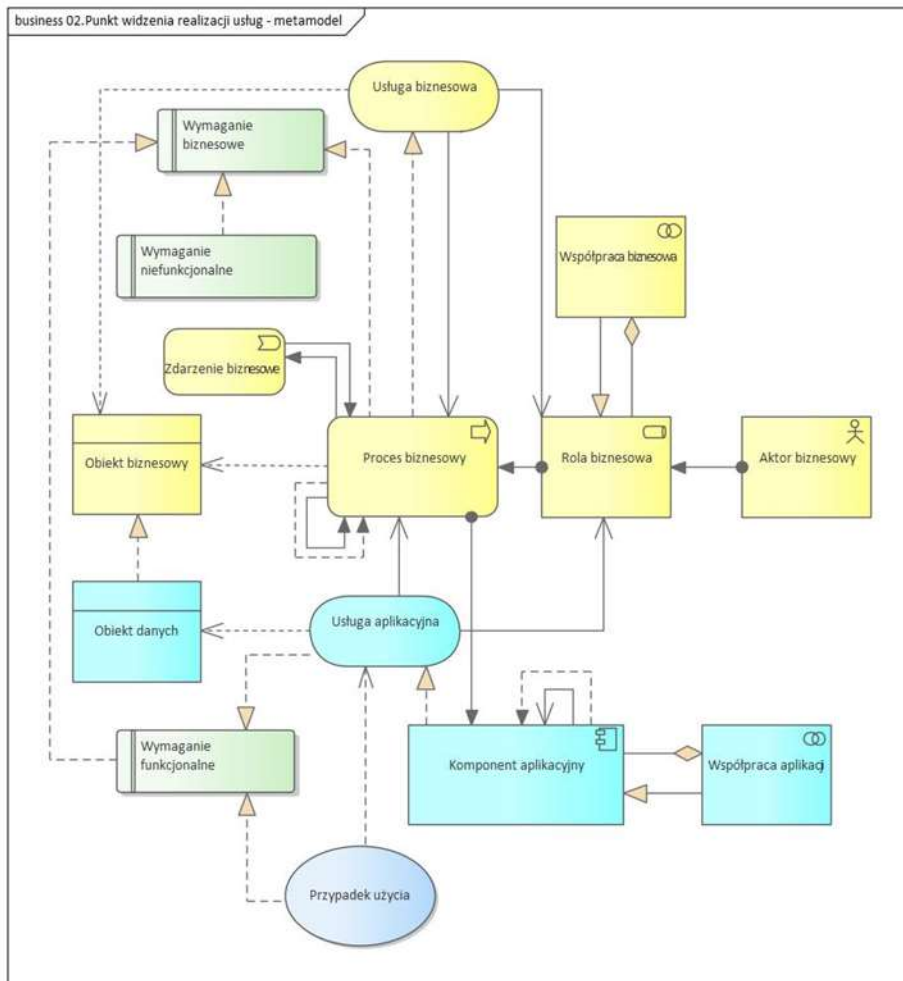 business 02.Punkt widzenia realizacji usług - metamodel
Usługa biznesowa
Wymaganie
biznesowe
Wymaganie
niefunkcjonalne
Współpraca biznesowa
Zdarzenie biznesowe
Obiekt biznesowy
Proces biznesowy
Rola biznesowa
Aktor biznesowy
Obiekt danych
Usługa aplikacyjna
Wymaganie
funkcjonalne
Komponent aplikacyjny
Współpraca aplikacji
Przypadek użycia